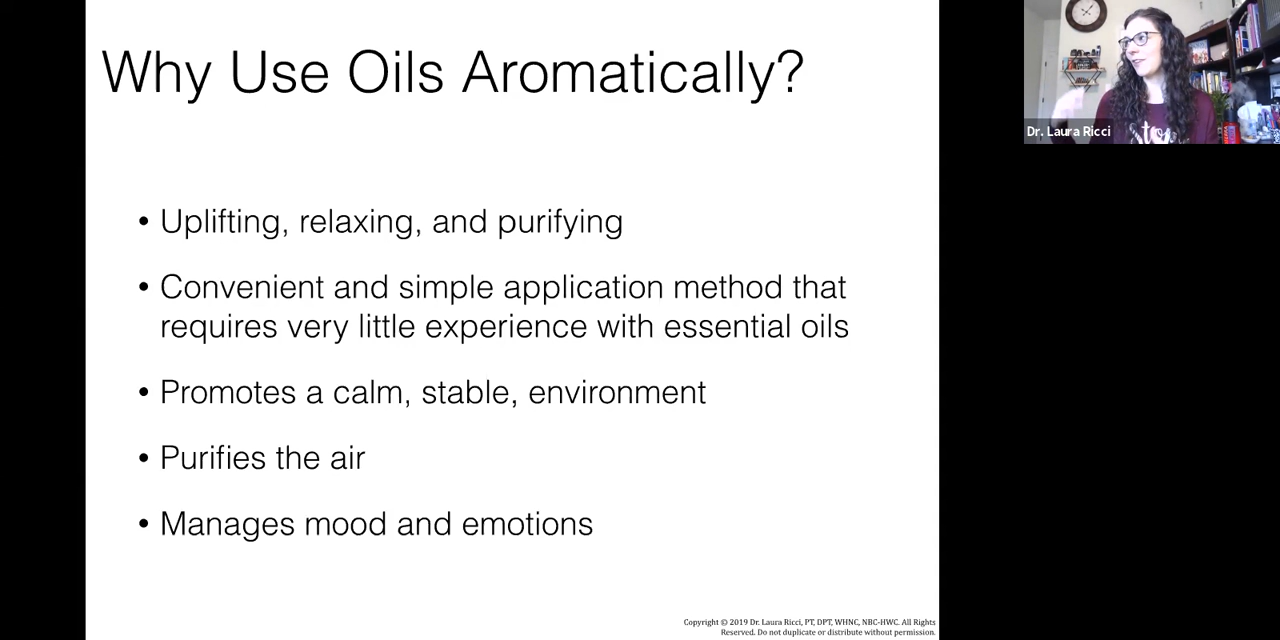 Why Use Oils Aromatically?
• Uplifting, relaxing, and purifying
• Convenient and simple application method that
requires very little experience with essential oils
• Promotes a calm, stable, environment
• Purifies the air
• Manages mood and emotions
Copyright © 2019 Dr. Laura Ricci, PT, DPT, WHNC, NBC-HWC. All Rights
Reserved. Do not duplicate or distribute without permission.
Dr. Laura Ricci